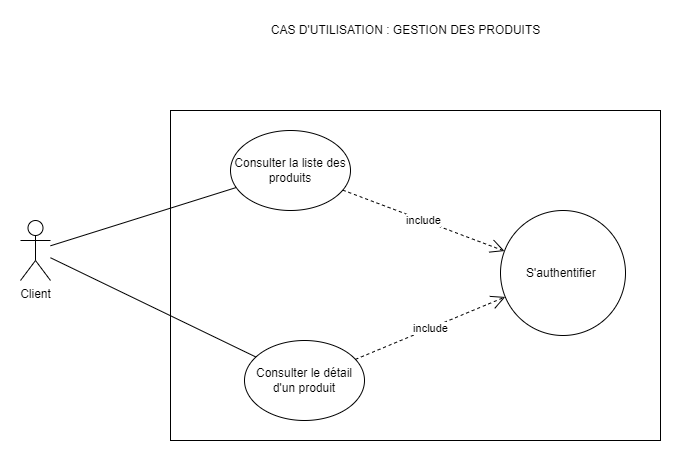 CAS D'UTILISATION : GESTION DES PRODUITS
Consulter la liste des
produits
include
S'authentifier
Client
include
Consulter le détail
d'un produit